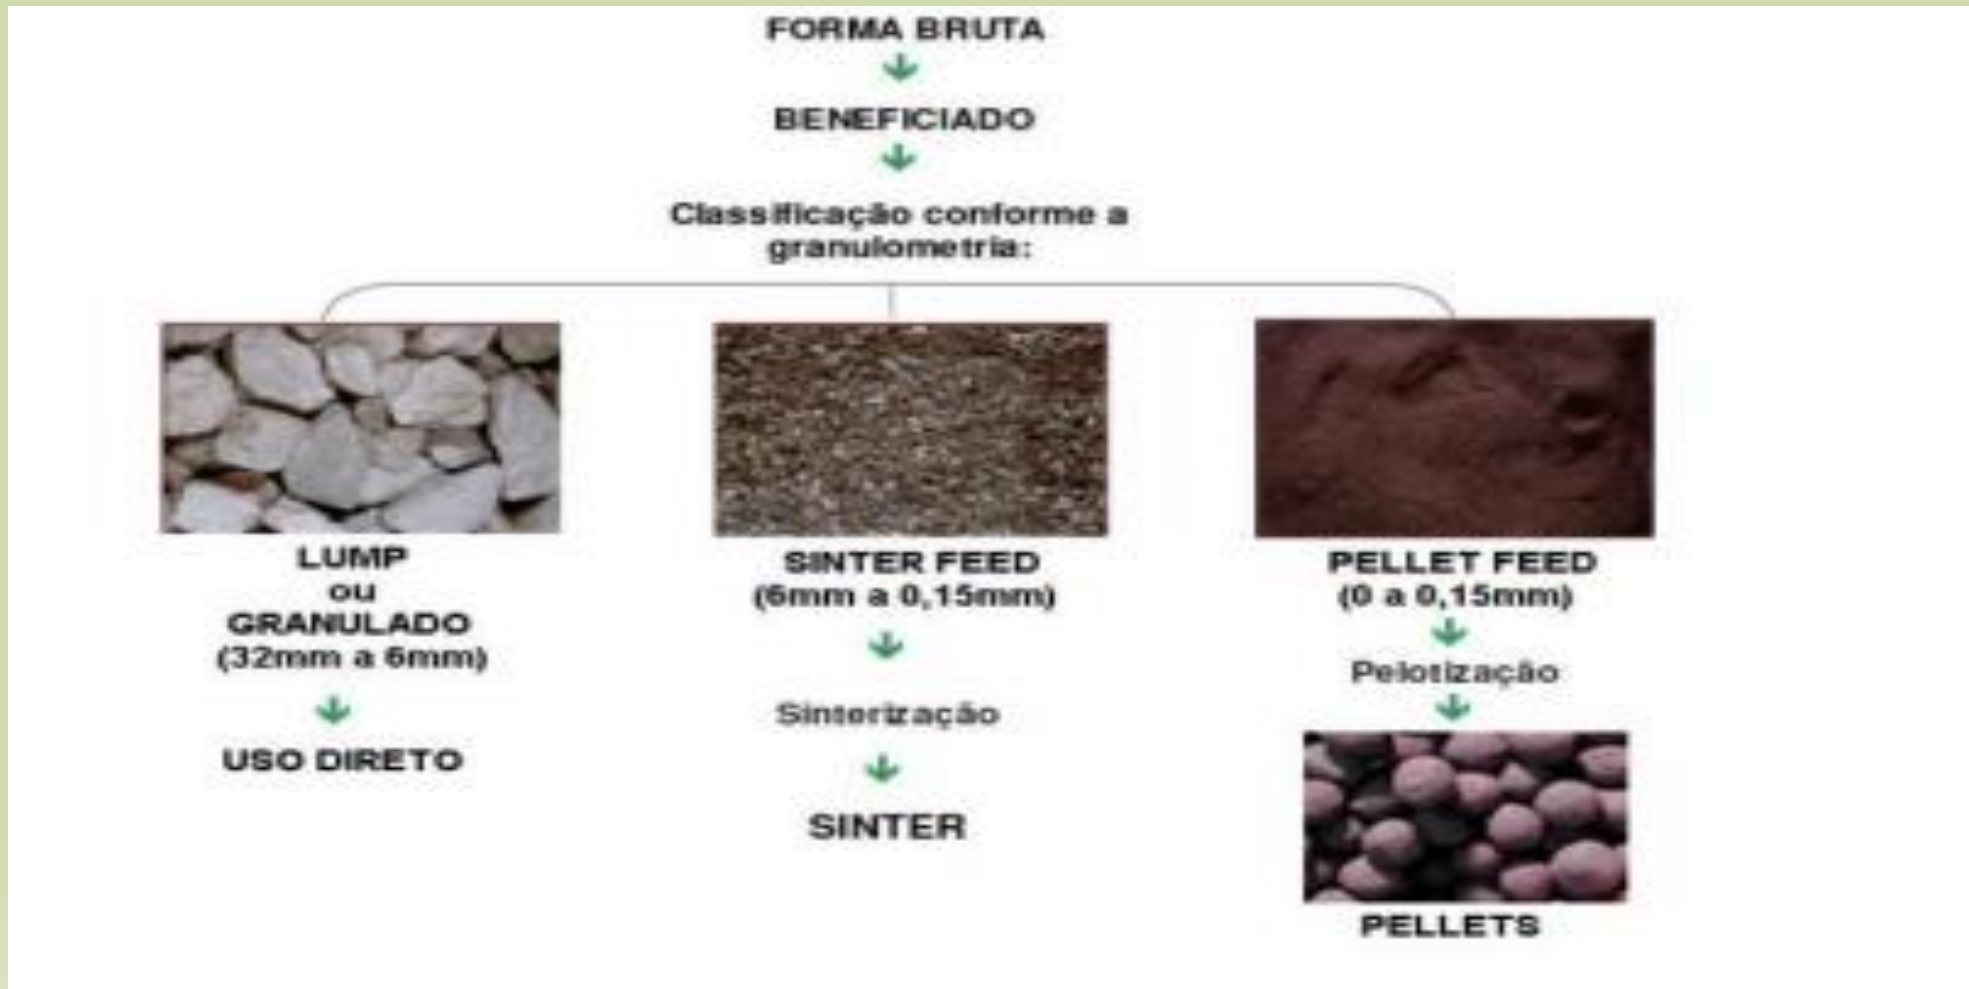 FORMA BRUTA
BENEFICIADO
Classificação conforme a
granulometria:
LUMP
ou
GRANULADO
(32mm a 6mm)
USO DIRETO
SINTER FEED
(6mm a 0,15mm)
Sinterização
SINTER
PELLET FEED
(0 a 0,15mm)
Pelotização
PELLETS